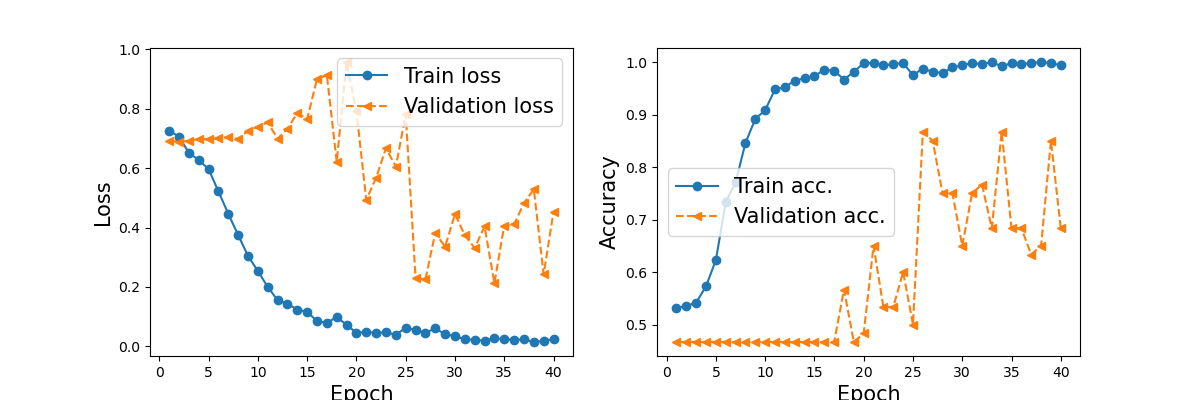 1.0
0.8
0.6
0.4
0.2
0.0
Loss
Train loss
Validation loss
0 5 10 15 20 25 30 35 40
Epoch
1.0
0.9
0.8
0.7
0.6
0.5
Accuracy
Train acc.
Validation acc.
0 5 10 15 20 25 30 35 40
Epoch